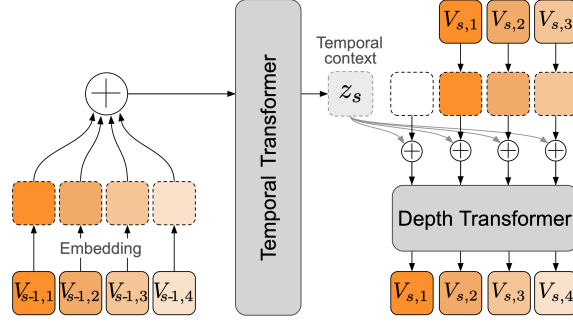 V_{s,1} V_{s,2} V_{s,3}
Temporal
context
z_s
Temporal Transformer
Depth Transformer
Embedding
V_{s-1,1} V_{s-1,2} V_{s-1,3} V_{s-1,4}
V_{s,1} V_{s,2} V_{s,3} V_{s,4}